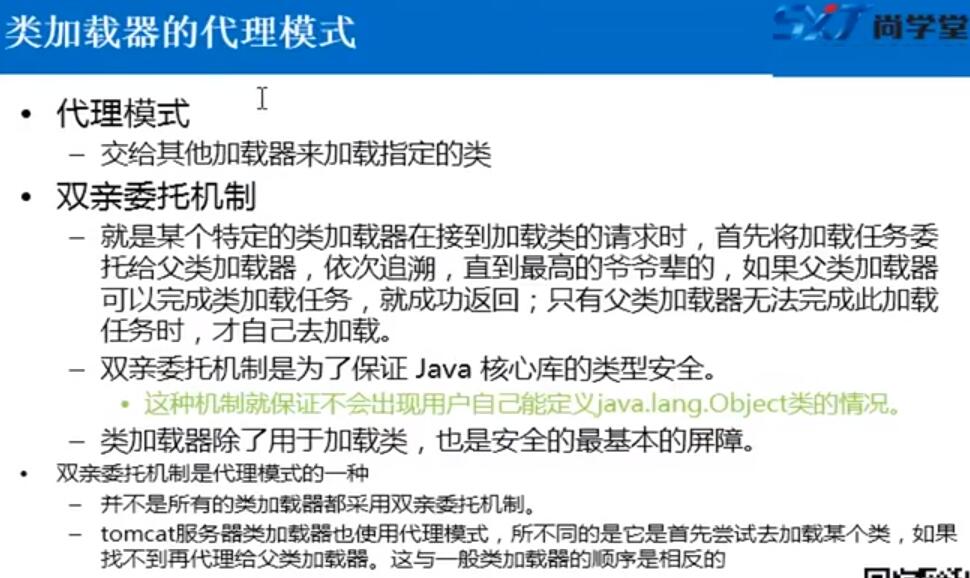 类加载器的代理模式
SXT 尚学堂
• 代理模式
– 交给其他加载器来加载指定的类
• 双亲委托机制
– 就是某个特定的类加载器在接到加载类的请求时，首先将加载任务委
托给父类加载器，依次追溯，直到最高的爷爷辈的，如果父类加载器
可以完成类加载任务，就成功返回；只有父类加载器无法完成此加载
任务时，才自己去加载。
– 双亲委托机制是为了保证 Java 核心库的类型安全。
• 这种机制就保证不会出现用户自己能定义java.lang.Object类的情况。
– 类加载器除了用于加载类，也是安全的最基本的屏障。
• 双亲委托机制是代理模式的一种
– 并不是所有的类加载器都采用双亲委托机制。
– tomcat服务器类加载器也使用代理模式，所不同的是它是首先尝试去加载某个类，如果
找不到再代理给父类加载器。这与一般类加载器的顺序是相反的